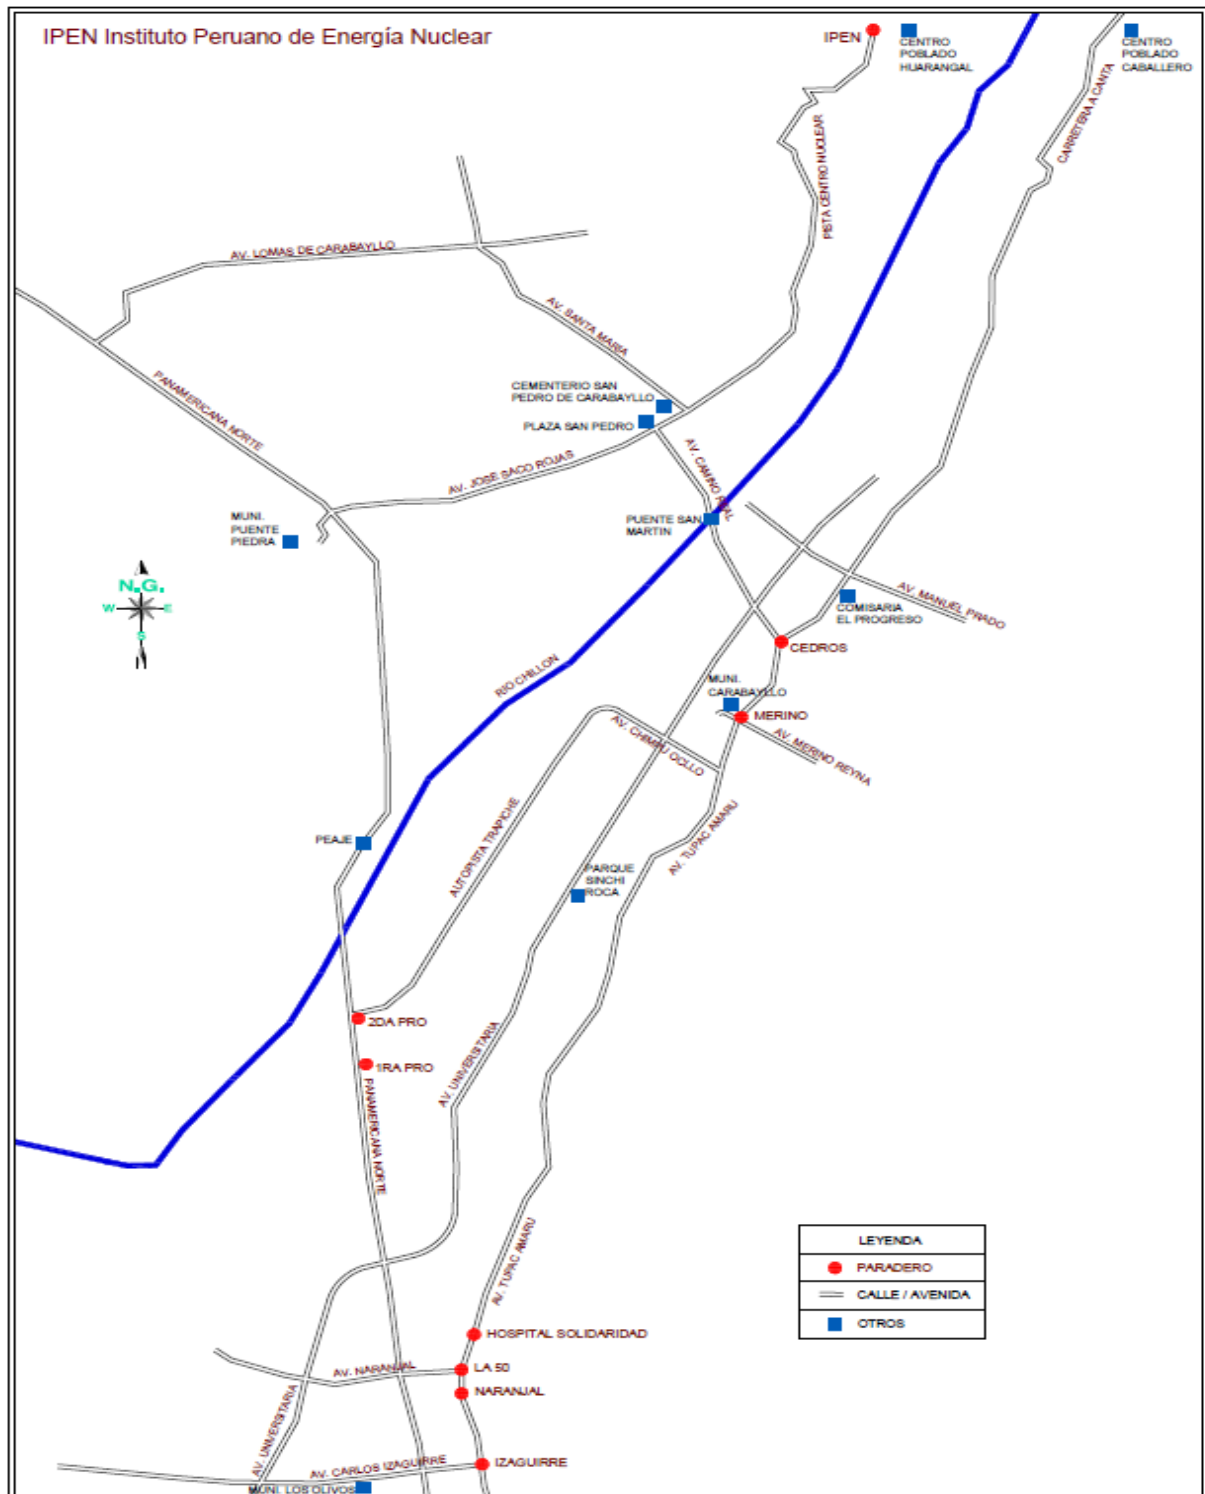 IPEN Instituto Peruano de Energía Nuclear
IPEN
CENTRO
POBLADO
HUARANGAL
CENTRO
POBLADO
CABALLERO
CARRETERA A CANTA
PISTA CENTRO NUCLEAR
AV. LOMAS DE CARABAYLLO
AV. SANTA MARIA
PANAMERICANA NORTE
CEMENTERIO SAN
PEDRO DE CARABAYLLO
PLAZA SAN PEDRO
AV. CAMINO REAL
AV. JOSE SACO ROJAS
MUNI.
PUENTE
PIEDRA
PUENTE SAN
MARTIN
N.G.
W
E
S
N
AV. MANUEL PRADO
COMISARIA
EL PROGRESO
CEDROS
RIO CHILLON
MUNI.
CARABAYLLO
MERINO
AV. MERINO REYNA
AV. CHIMPU OCLLO
AUTOPISTA TRAPICHE
AV. TUPAC AMARU
PEAJE
PARQUE
SINCHI
ROCA
2DA PRO
1RA PRO
AV. UNIVERSITARIA
PANAMERICANA NORTE
AV. TUPAC AMARU
LEYENDA
PARADERO
CALLE / AVENIDA
OTROS
HOSPITAL SOLIDARIDAD
AV. NARANJAL
LA 50
NARANJAL
AV. UNIVERSITARIA
AV. CARLOS IZAGUIRRE
IZAGUIRRE
MUNI. LOS OLIVOS